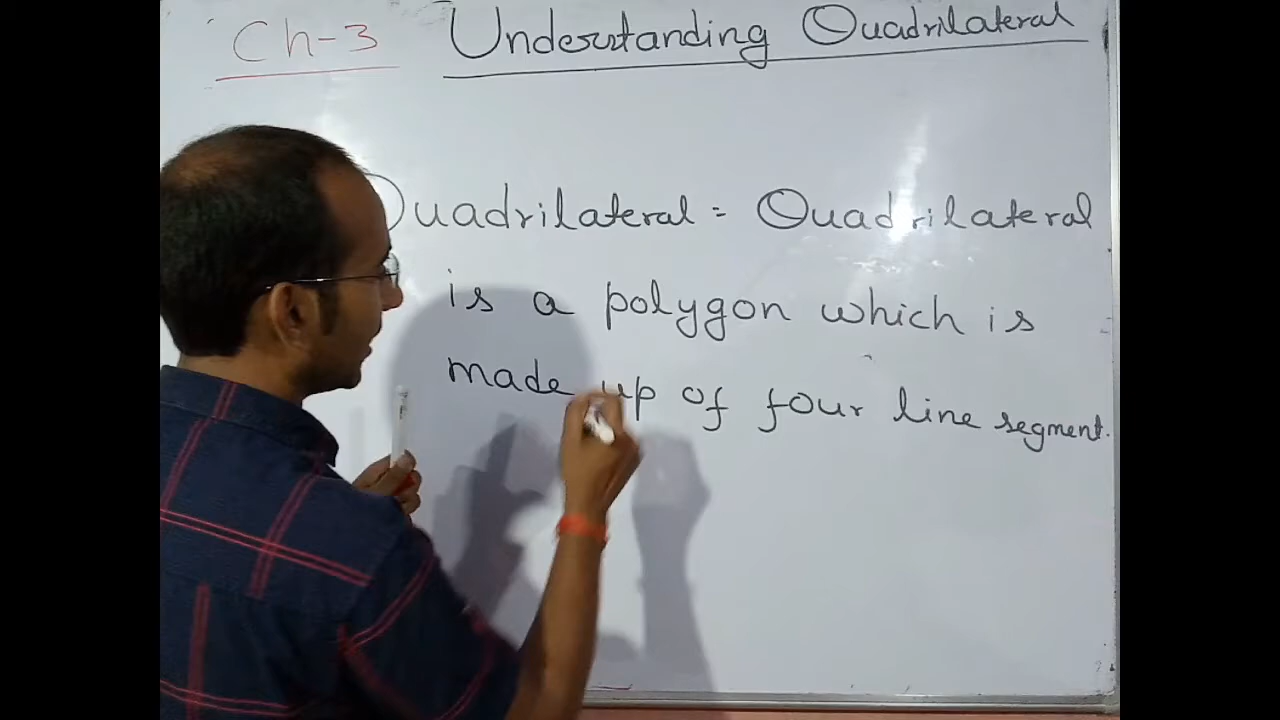 Ch-3 Understanding Quadrilateral
Quadrilateral = Quadrilateral
is a polygon which is
made up of four line segment.